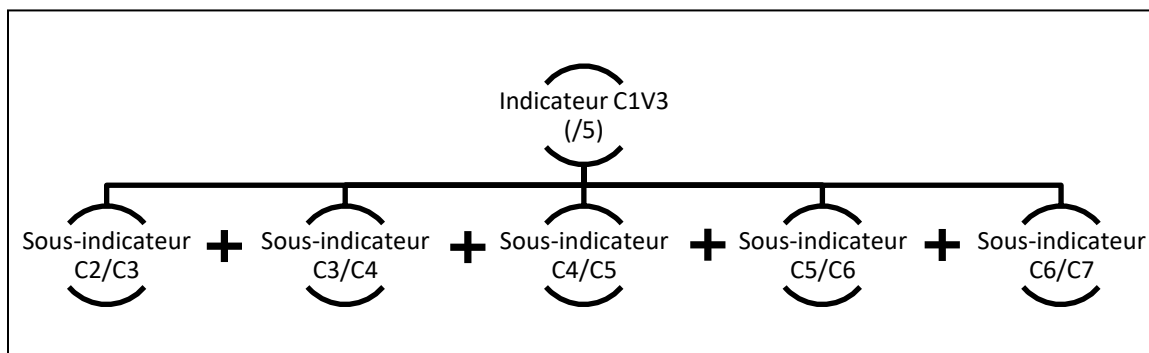 Indicateur C1V3
(/5)
Sous-indicateur
C2/C3
+
Sous-indicateur
C3/C4
+
Sous-indicateur
C4/C5
+
Sous-indicateur
C5/C6
+
Sous-indicateur
C6/C7